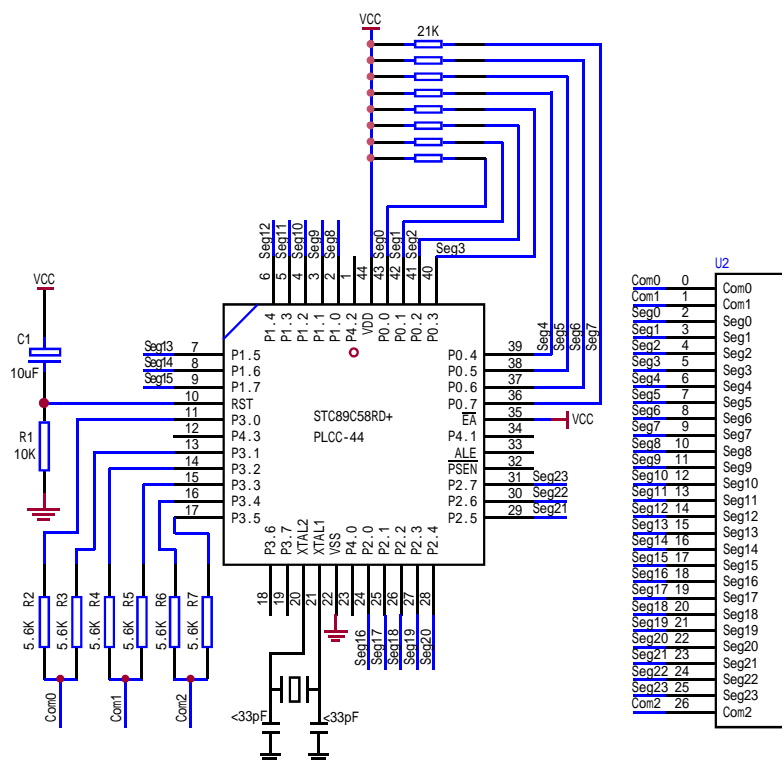 VCC
21K
Seg12
Seg11
Seg10
Seg9
Seg8
Seg0
Seg1
Seg2
Seg3
6
5
4
3
2
1
44
43
42
41
40
P1.4
P1.3
P1.2
P1.1
P1.0
P4.2
VDD
P0.0
P0.1
P0.2
P0.3
Seg4
Seg5
Seg6
Seg7
VCC
C1
10uF
R1
10K
Seg13 7 P1.5
Seg14 8 P1.6
Seg15 9 P1.7
10 RST
11 P3.0
12 P4.3
13 P3.1
14 P3.2
15 P3.3
16 P3.4
17 P3.5
STC89C58RD+
PLCC-44
P0.4 39
P0.5 38
P0.6 37
P0.7 36
EA 35 VCC
P4.1 34
ALE 33
PSEN 32
P2.7 31 Seg23
P2.6 30 Seg22
P2.5 29 Seg21
P3.6
P3.7
XTAL2
XTAL1
VSS
P4.0
P2.0
P2.1
P2.2
P2.3
P2.4
18
19
20
21
22
23
24
25
26
27
28
Seg16
Seg17
Seg18
Seg19
Seg20
5.6K R2
5.6K R3
5.6K R4
5.6K R5
5.6K R6
5.6K R7
Com0
Com1
Com2
<33pF
<33pF
U2
Com0 0 Com0
Com1 1 Com1
Seg0 2 Seg0
Seg1 3 Seg1
Seg2 4 Seg2
Seg3 5 Seg3
Seg4 6 Seg4
Seg5 7 Seg5
Seg6 8 Seg6
Seg7 9 Seg7
Seg8 10 Seg8
Seg9 11 Seg9
Seg10 12 Seg10
Seg11 13 Seg11
Seg12 14 Seg12
Seg13 15 Seg13
Seg14 16 Seg14
Seg15 17 Seg15
Seg16 18 Seg16
Seg17 19 Seg17
Seg18 20 Seg18
Seg19 21 Seg19
Seg20 22 Seg20
Seg21 23 Seg21
Seg22 24 Seg22
Seg23 25 Seg23
Com2 26 Com2